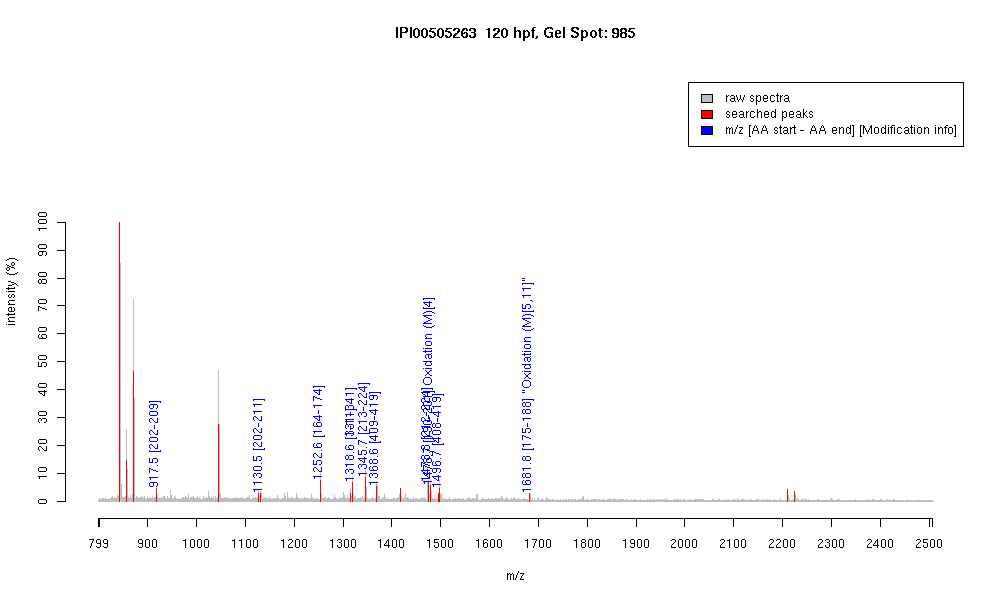 IPI00505263 120 hpf, Gel Spot: 985
raw spectra
searched peaks
m/z [AA start - AA end] [Modification info]
intensity (%)
100
90
80
70
60
50
40
30
20
10
0
917.5 [202-209]
1130.5 [202-211]
1252.6 [164-174]
1318.6 [331-341]
1345.7 [213-224]
1368.6 [409-419]
Oxidation (M)[4]
1496.7 [408-419]
1681.8 [175-188] "Oxidation (M)[5,11]"
799 900 1000 1100 1200 1300 1400 1500 1600 1700 1800 1900 2000 2100 2200 2300 2400 2500
m/z